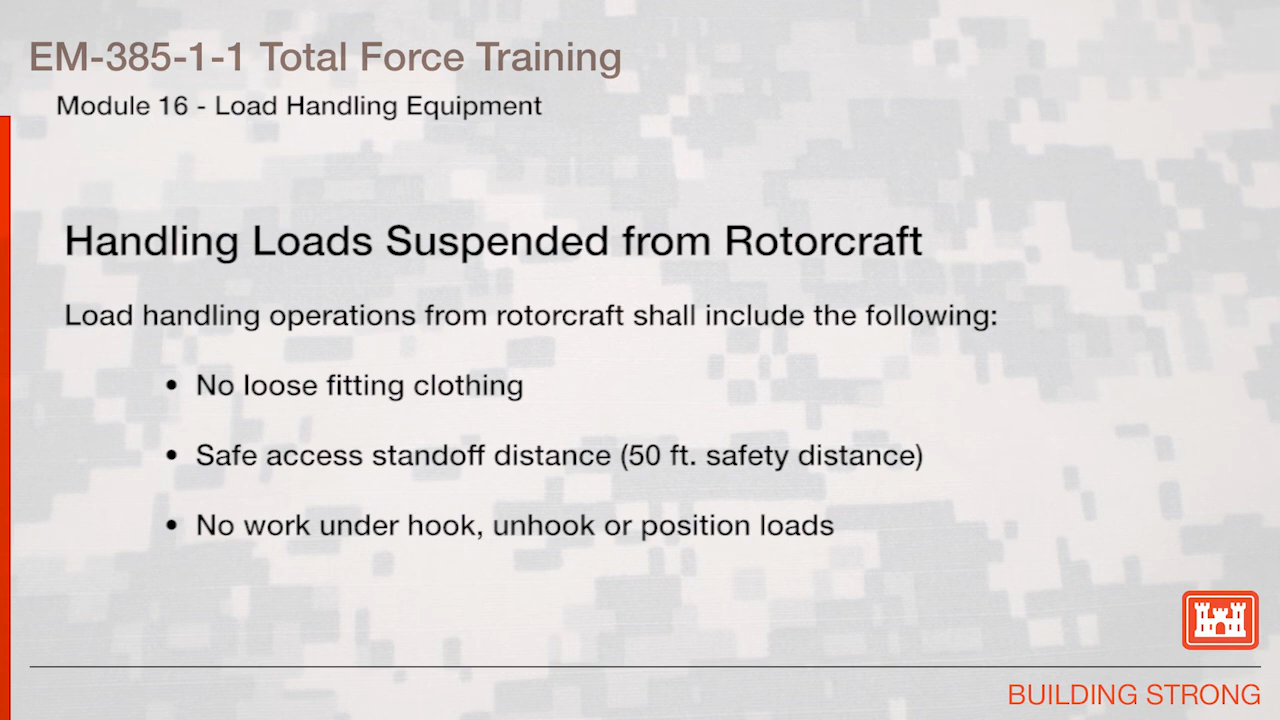 EM-385-1-1 Total Force Training
Module 16 - Load Handling Equipment
Handling Loads Suspended from Rotorcraft
Load handling operations from rotorcraft shall include the following:
• No loose fitting clothing
• Safe access standoff distance (50 ft. safety distance)
• No work under hook, unhook or position loads
BUILDING STRONG